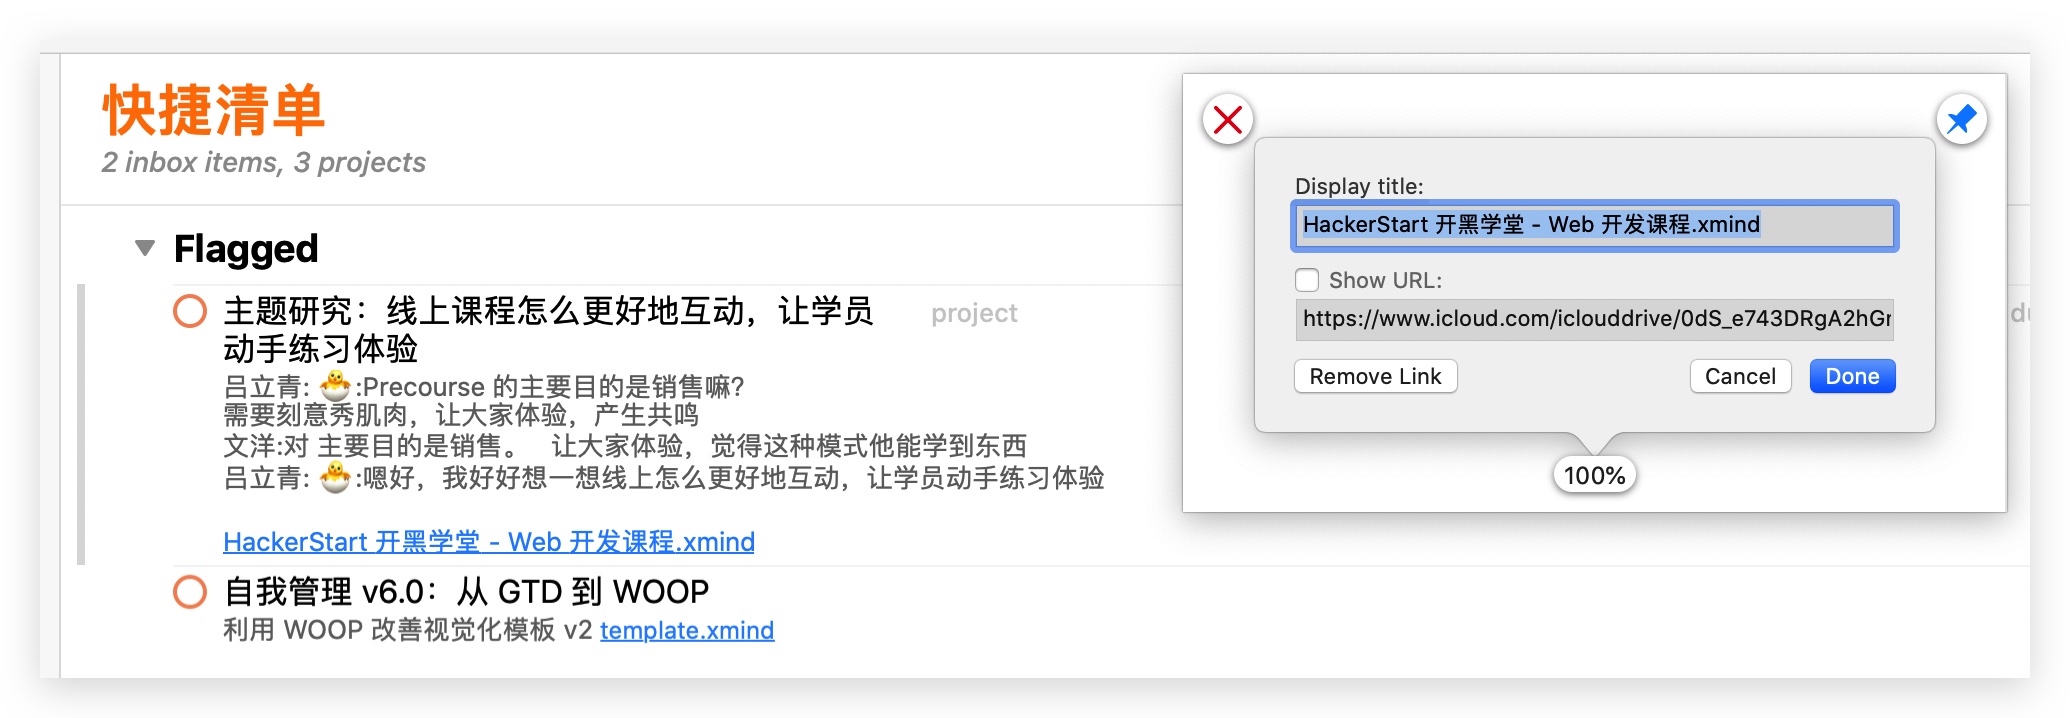 快捷清单
2 inbox items, 3 projects
Flagged
主题研究：线上课程怎么更好地互动，让学员
动手练习体验
project
吕立青: 🐣:Precourse 的主要目的是销售嘛?
需要刻意秀肌肉，让大家体验，产生共鸣
文洋:对 主要目的是销售。 让大家体验，觉得这种模式他能学到东西
吕立青: 🐣:嗯好，我好好想一想线上怎么更好地互动，让学员动手练习体验
HackerStart 开黑学堂 - Web 开发课程.xmind
自我管理 v6.0：从 GTD 到 WOOP
利用 WOOP 改善视觉化模板 v2 template.xmind
Display title:
HackerStart 开黑学堂 - Web 开发课程.xmind
Show URL:
https://www.icloud.com/iclouddrive/0dS_e743DRgA2hGr
Remove Link
Cancel
Done
100%